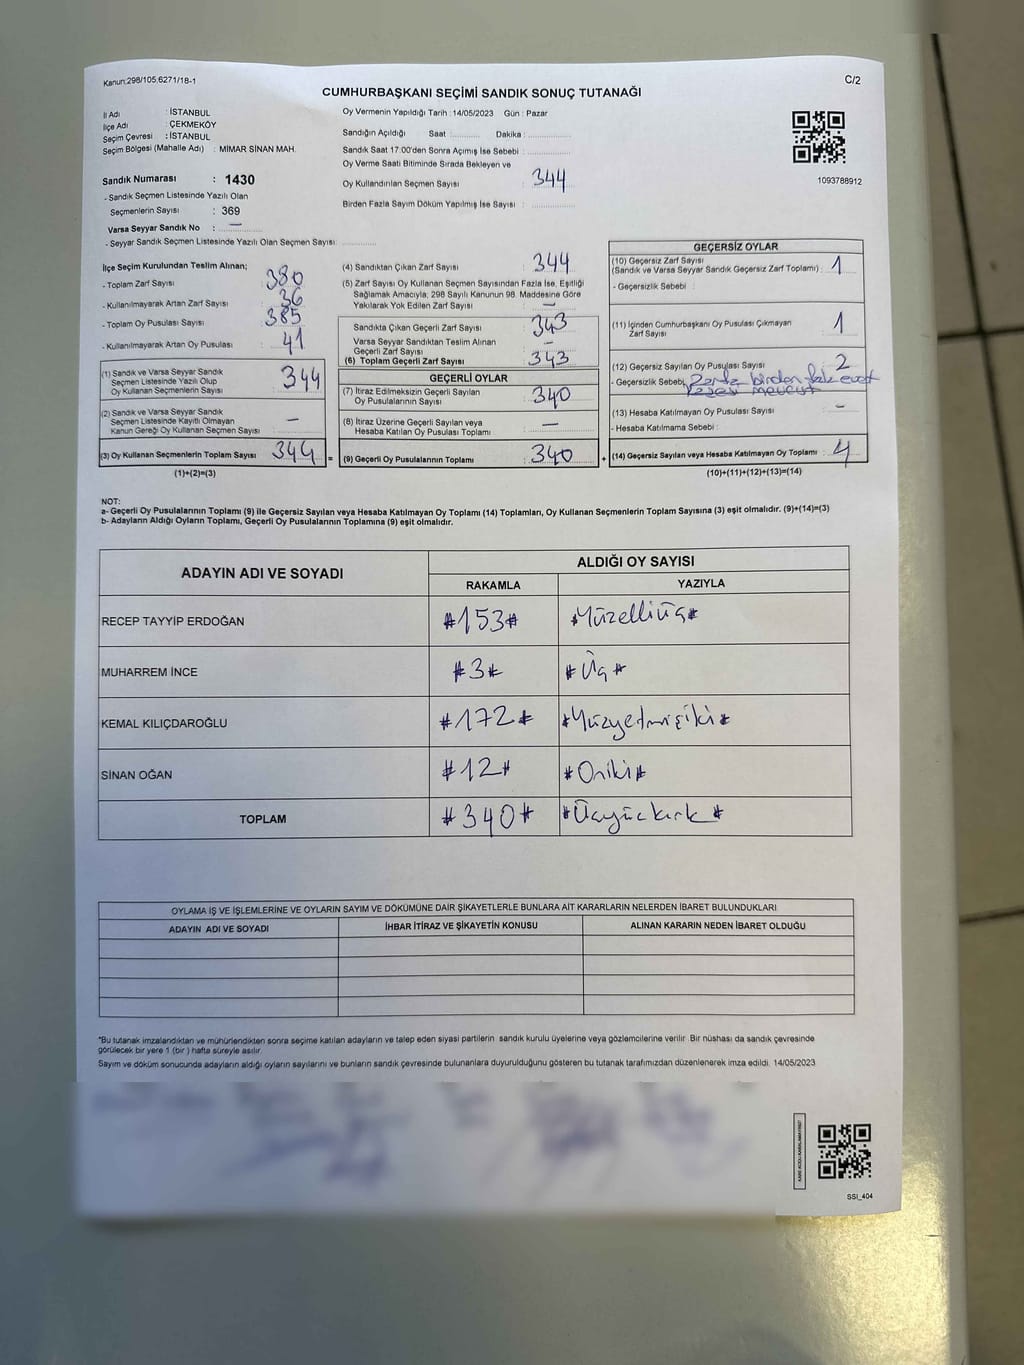 Kanun:298/105,6271/18-1
C/2
CUMHURBAŞKANI SEÇİMİ SANDIK SONUÇ TUTANAĞI
İl Adı : İSTANBUL
İlçe Adı : ÇEKMEKÖY
Seçim Çevresi : İSTANBUL
Seçim Bölgesi (Mahalle Adı) : MİMAR SİNAN MAH.
Sandık Numarası : 1430
- Sandık Seçmen Listesinde Yazılı Olan
Seçmenlerin Sayısı : 369
Varsa Seyyar Sandık No : —
- Seyyar Sandık Seçmen Listesinde Yazılı Olan Seçmen Sayısı:
Oy Vermenin Yapıldığı Tarih : 14/05/2023 Gün : Pazar
Sandığın Açıldığı Saat : Dakika :
Sandık Saat 17.00'den Sonra Açımış İse Sebebi :
Oy Verme Saati Bitiminde Sırada Bekleyen ve
Oy Kullandırılan Seçmen Sayısı : 344
Birden Fazla Sayım Döküm Yapılmış İse Sayısı :
1093788912
İlçe Seçim Kurulundan Teslim Alınan;
- Toplam Zarf Sayısı : 380
- Kullanılmayarak Artan Zarf Sayısı : 36
- Toplam Oy Pusulası Sayısı : 385
- Kullanılmayarak Artan Oy Pusulası : 41
(1) Sandık ve Varsa Seyyar Sandık
Seçmen Listesinde Yazılı Olup
Oy Kullanan Seçmenlerin Sayısı : 344
(2) Sandık ve Varsa Seyyar Sandık
Seçmen Listesinde Kayıtlı Olmayan
Kanun Gereği Oy Kullanan Seçmen Sayısı : —
(3) Oy Kullanan Seçmenlerin Toplam Sayısı : 344
(1)+(2)=(3)
(4) Sandıktan Çıkan Zarf Sayısı : 344
(5) Zarf Sayısı Oy Kullanan Seçmen Sayısından Fazla İse, Eşitliği
Sağlamak Amacıyla; 298 Sayılı Kanunun 98. Maddesine Göre
Yakılarak Yok Edilen Zarf Sayısı : —
Sandıkta Çıkan Geçerli Zarf Sayısı : 343
Varsa Seyyar Sandıktan Teslim Alınan
Geçerli Zarf Sayısı : —
(6) Toplam Geçerli Zarf Sayısı : 343
GEÇERLİ OYLAR
(7) İtiraz Edilmeksizin Geçerli Sayılan
Oy Pusulalarının Sayısı : 340
(8) İtiraz Üzerine Geçerli Sayılan veya
Hesaba Katılan Oy Pusulası Toplamı : —
= (9) Geçerli Oy Pusulalarının Toplamı : 340
GEÇERSİZ OYLAR
(10) Geçersiz Zarf Sayısı
(Sandık ve Varsa Seyyar Sandık Geçersiz Zarf Toplamı) : 1
- Geçersizlik Sebebi :
(11) İçinden Cumhurbaşkanı Oy Pusulası Çıkmayan
Zarf Sayısı : 1
(12) Geçersiz Sayılan Oy Pusulası Sayısı : 2
- Geçersizlik Sebebi : birden evet
mevcut
(13) Hesaba Katılmayan Oy Pusulası Sayısı : -
- Hesaba Katılmama Sebebi :
+ (14) Geçersiz Sayılan veya Hesaba Katılmayan Oy Toplamı : 4
(10)+(11)+(12)+(13)=(14)
NOT:
a- Geçerli Oy Pusulalarının Toplamı (9) ile Geçersiz Sayılan veya Hesaba Katılmayan Oy Toplamı (14) Toplamları, Oy Kullanan Seçmenlerin Toplam Sayısına (3) eşit olmalıdır. (9)+(14)=(3)
b- Adayların Aldığı Oyların Toplamı, Geçerli Oy Pusulalarının Toplamına (9) eşit olmalıdır.
ADAYIN ADI VE SOYADI ALDIĞI OY SAYISI
RAKAMLA YAZIYLA
RECEP TAYYİP ERDOĞAN #153# #Yüzelliüç#
MUHARREM İNCE #3# #Üç#
KEMAL KILIÇDAROĞLU #172# #Yüzyetmişiki#
SİNAN OĞAN #12# #Oniki#
TOPLAM #340# #Üçyüzkırk#
OYLAMA İŞ VE İŞLEMLERİNE VE OYLARIN SAYIM VE DÖKÜMÜNE DAİR ŞİKAYETLERLE BUNLARA AİT KARARLARIN NELERDEN İBARET BULUNDUKLARI
ADAYIN ADI VE SOYADI İHBAR İTİRAZ VE ŞİKAYETİN KONUSU ALINAN KARARIN NEDEN İBARET OLDUĞU
*Bu tutanak imzalandıktan ve mühürlendikten sonra seçime katılan adayların ve talep eden siyasi partilerin sandık kurulu üyelerine veya gözlemcilerine verilir. Bir nüshası da sandık çevresinde
görülecek bir yere 1 (bir ) hafta süreyle asılır.
Sayım ve döküm sonucunda adayların aldığı oyların sayılarını ve bunların sandık çevresinde bulunanlara duyurulduğunu gösteren bu tutanak tarafımızdan düzenlenerek imza edildi. 14/05/2023
SSI_404